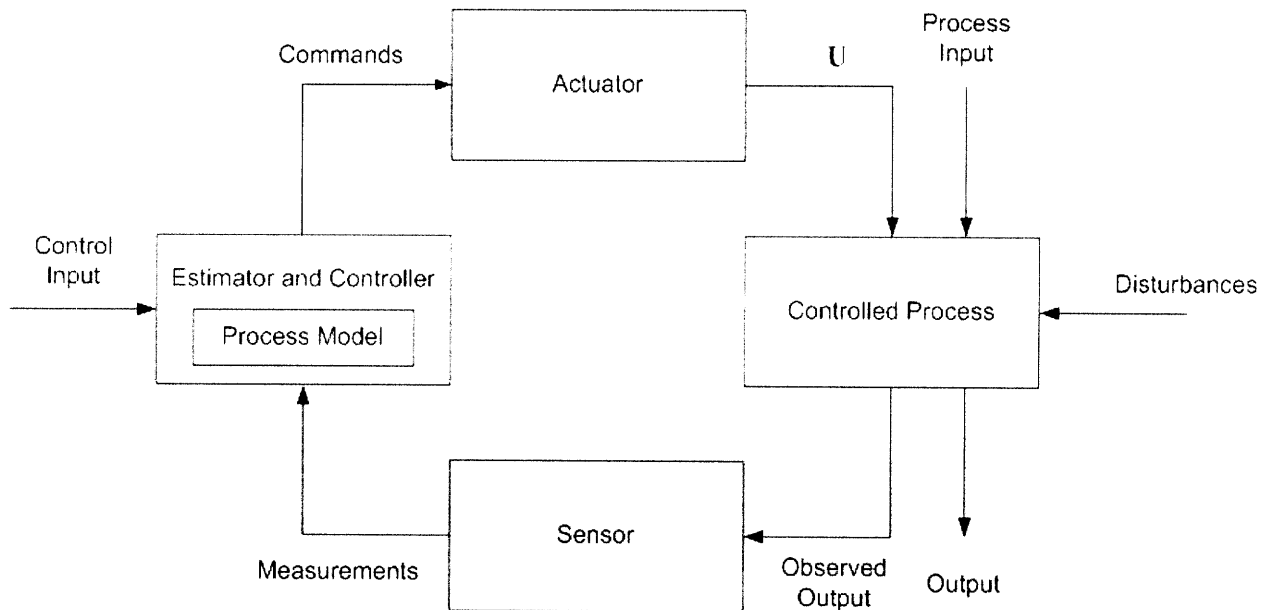 Commands
Actuator
U
Process
Input
Control
Input
Estimator and Controller
Process Model
Controlled Process
Disturbances
Measurements
Sensor
Observed
Output
Output